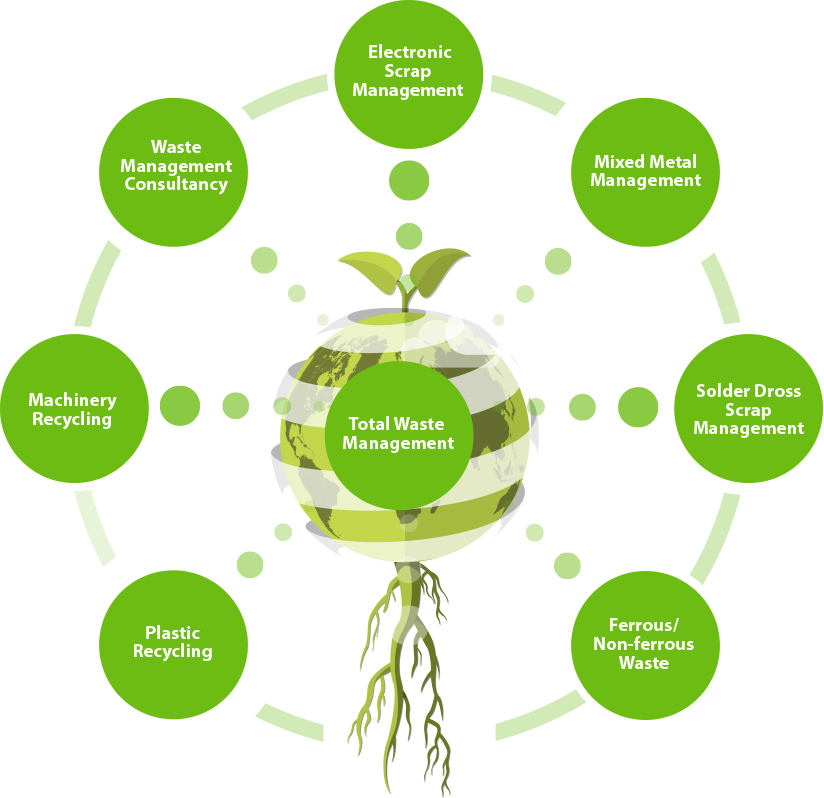 Electronic
Scrap
Management
Waste
Management
Consultancy
Mixed Metal
Management
Machinery
Recycling
Total Waste
Management
Solder Dross
Scrap
Management
Plastic
Recycling
Ferrous/
Non-ferrous
Waste